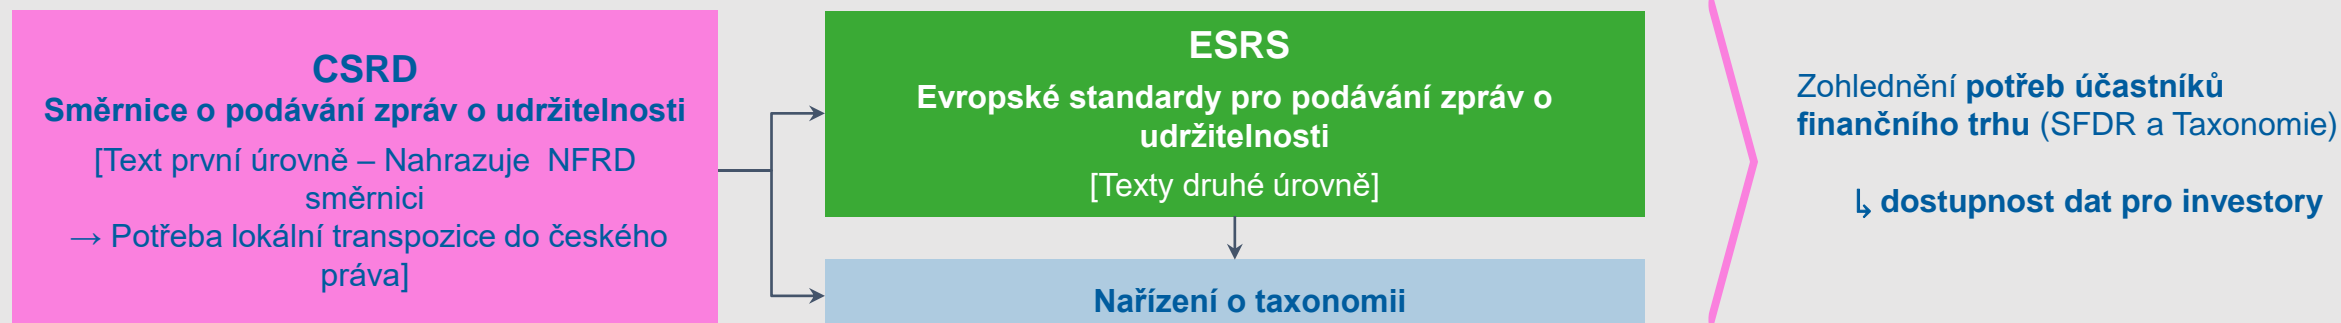 CSRD
Směrnice o podávání zpráv o udržitelnosti
[Text první úrovně – Nahrazuje NFRD
směrnici
→ Potřeba lokální transpozice do českého
práva]
ESRS
Evropské standardy pro podávání zpráv o
udržitelnosti
[Texty druhé úrovně]
Nařízení o taxonomii
Zohlednění potřeb účastníků
finančního trhu (SFDR a Taxonomie)
↳ dostupnost dat pro investory